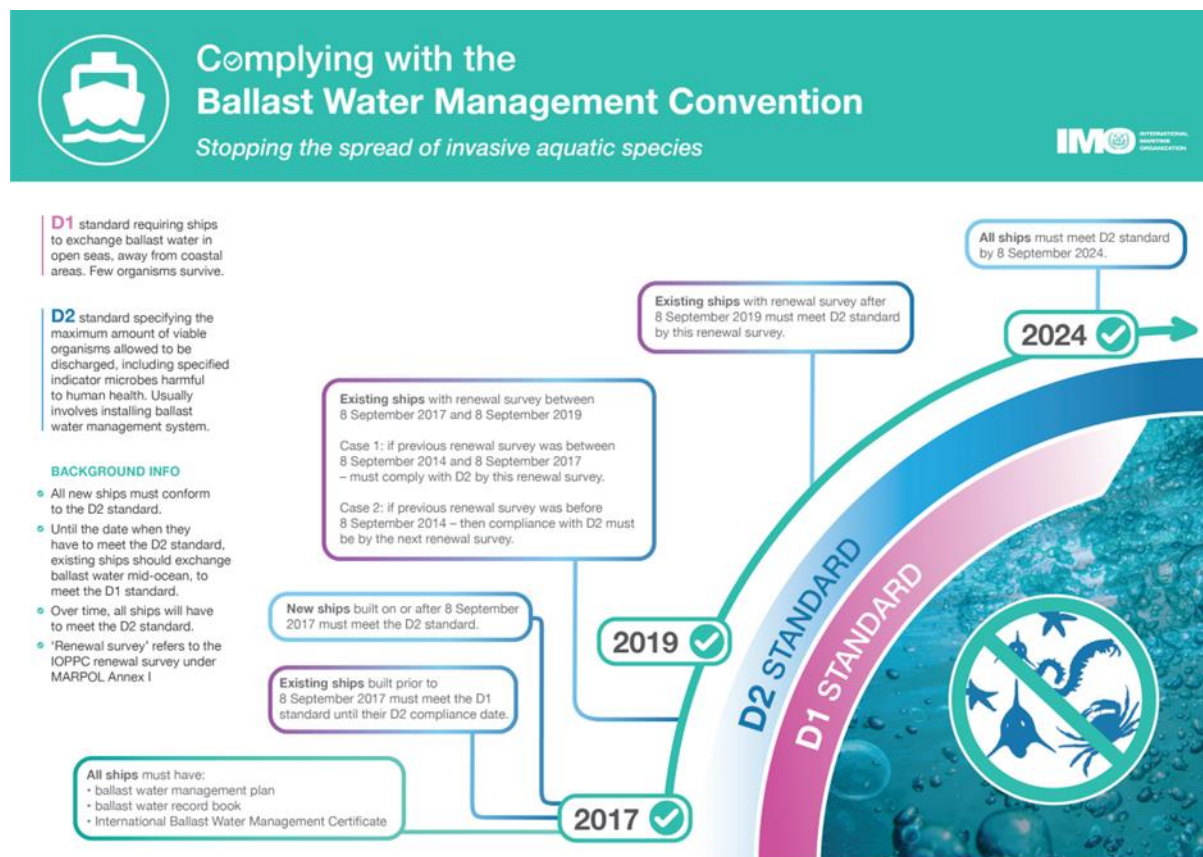 Complying with the
Ballast Water Management Convention
Stopping the spread of invasive aquatic species
IMO
INTERNATIONAL
MARITIME
ORGANIZATION
D1 standard requiring ships
to exchange ballast water in
open seas, away from coastal
areas. Few organisms survive.
D2 standard specifying the
maximum amount of viable
organisms allowed to be
discharged, including specified
indicator microbes harmful
to human health. Usually
involves installing ballast
water management system.
BACKGROUND INFO
All new ships must conform
to the D2 standard.
Until the date when they
have to meet the D2 standard,
existing ships should exchange
ballast water mid-ocean, to
meet the D1 standard.
Over time, all ships will have
to meet the D2 standard.
‘Renewal survey’ refers to the
IOPPC renewal survey under
MARPOL Annex I
All ships must meet D2 standard
by 8 September 2024.
2024
Existing ships with renewal survey after
8 September 2019 must meet D2 standard
by this renewal survey.
Existing ships with renewal survey between
8 September 2017 and 8 September 2019
Case 1: if previous renewal survey was between
8 September 2014 and 8 September 2017
– must comply with D2 by this renewal survey.
Case 2: if previous renewal survey was before
8 September 2014 – then compliance with D2 must
be by the next renewal survey.
2019
New ships built on or after 8 September
2017 must meet the D2 standard.
Existing ships built prior to
8 September 2017 must meet the D1
standard until their D2 compliance date.
All ships must have:
• ballast water management plan
• ballast water record book
• International Ballast Water Management Certificate
2017
D2 STANDARD
D1 STANDARD